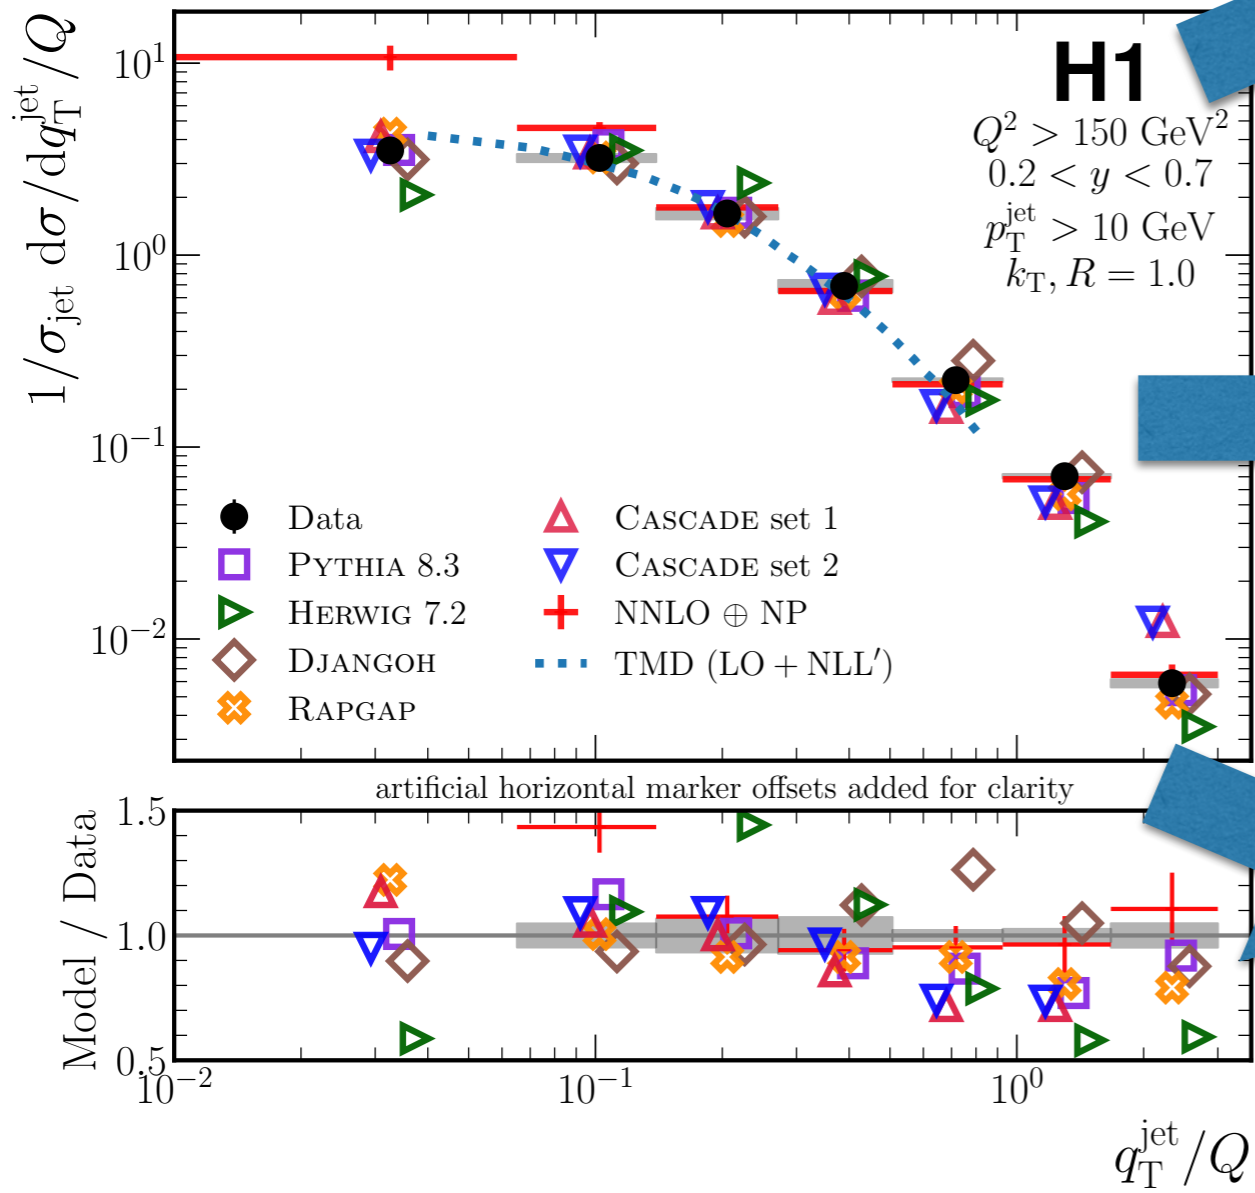 1/σ_jet dσ/dq_T^jet/Q
10¹
10⁰
10⁻¹
10⁻²
H1
Q² > 150 GeV²
0.2 < y < 0.7
p_T^jet > 10 GeV
k_T, R = 1.0
Data
PYTHIA 8.3
HERWIG 7.2
DJANGOH
RAPGAP
CASCADE set 1
CASCADE set 2
NNLO ⊕ NP
TMD (LO + NLL′)
artificial horizontal marker offsets added for clarity
Model / Data
1.5
1.0
0.5
10⁻²
10⁻¹
10⁰
q_T^jet/Q